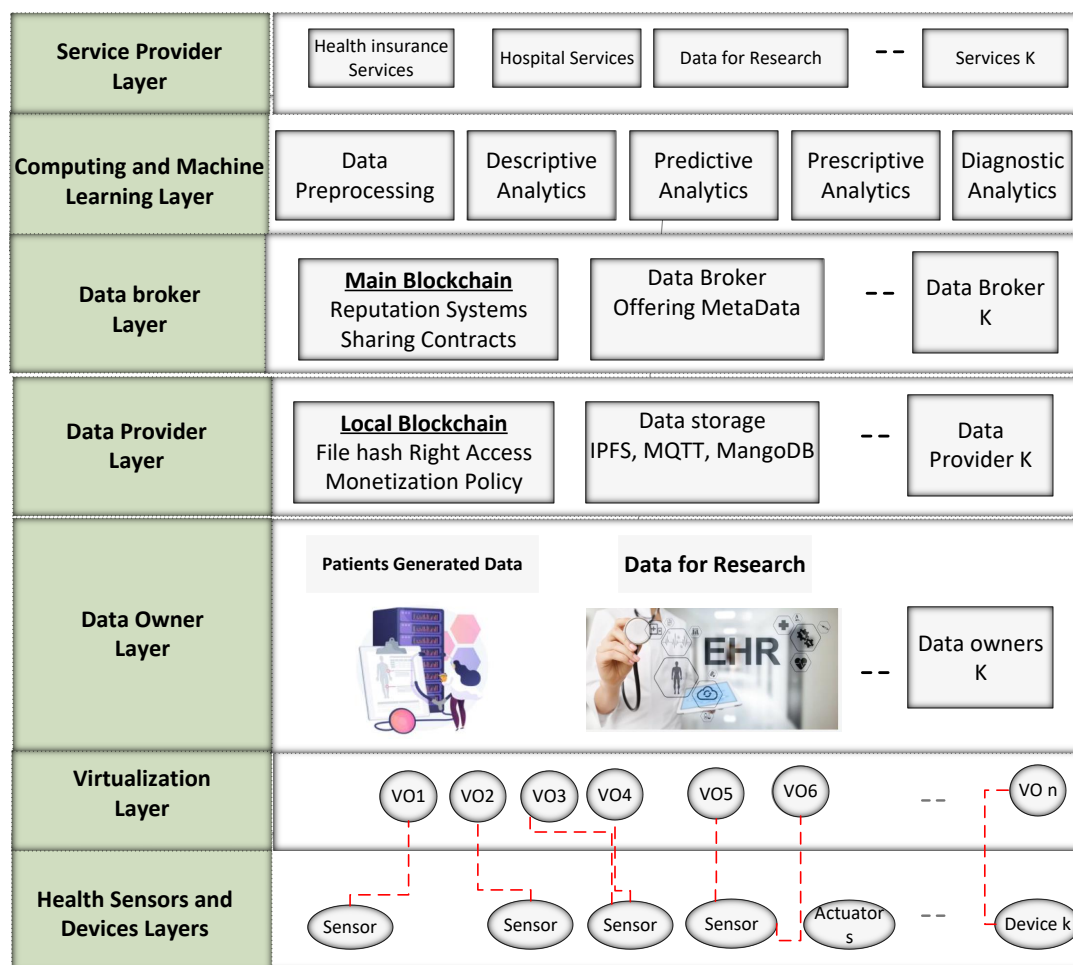 Service Provider
Layer
Health insurance
Services
Hospital Services
Data for Research
--
Services K
Computing and Machine
Learning Layer
Data
Preprocessing
Descriptive
Analytics
Predictive
Analytics
Prescriptive
Analytics
Diagnostic
Analytics
Data broker
Layer
Main Blockchain
Reputation Systems
Sharing Contracts
Data Broker
Offering MetaData
--
Data Broker
K
Data Provider
Layer
Local Blockchain
File hash Right Access
Monetization Policy
Data storage
IPFS, MQTT, MangoDB
--
Data
Provider K
Data Owner
Layer
Patients Generated Data
Data for Research
EHR
--
Data owners
K
Virtualization
Layer
VO1
VO2
VO3
VO4
VO5
VO6
--
VO n
Health Sensors and
Devices Layers
Sensor
Sensor
Sensor
Sensor
Actuator
s
--
Device k